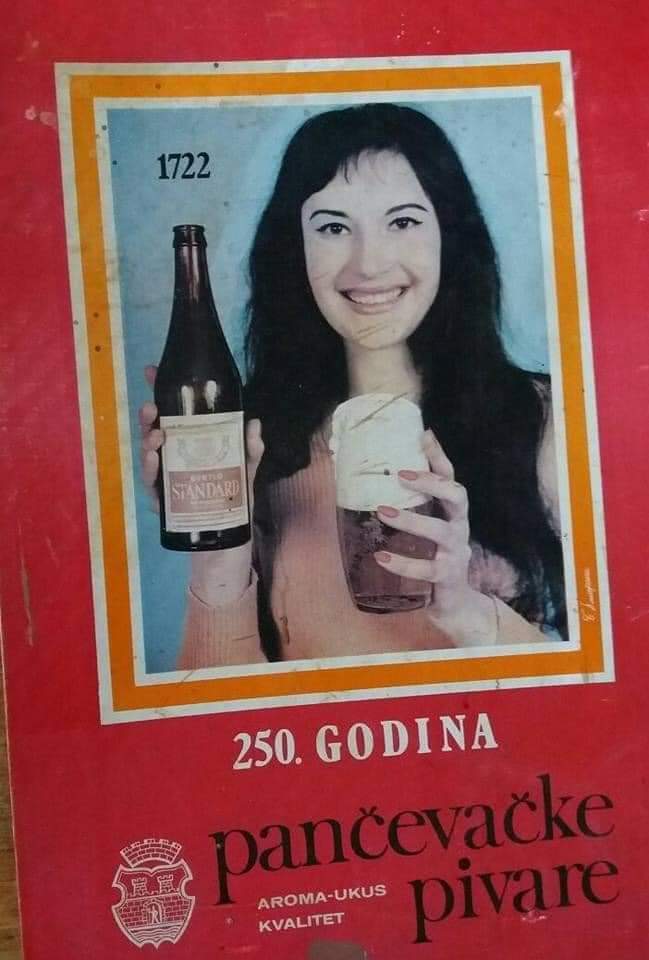 1722
STANDARD
250. GODINA
pančevačke
pivare
AROMA-UKUS
KVALITET